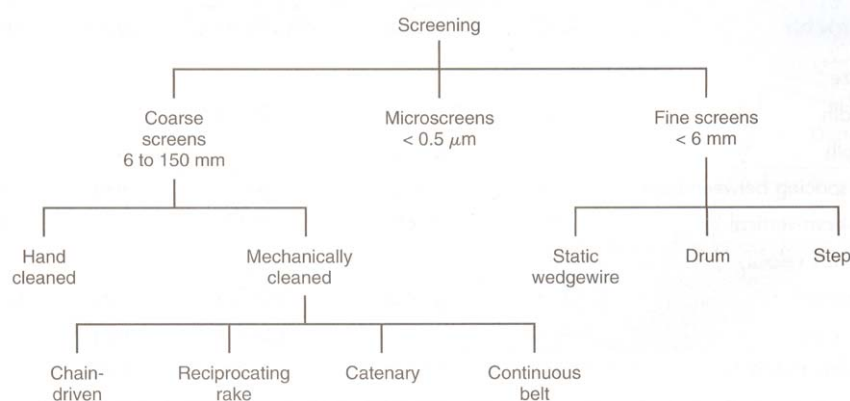 Screening
Coarse
screens
6 to 150 mm
Microscreens
< 0.5 μm
Fine screens
< 6 mm
Hand
cleaned
Mechanically
cleaned
Static
wedgewire
Drum
Step
Chain-
driven
Reciprocating
rake
Catenary
Continuous
belt